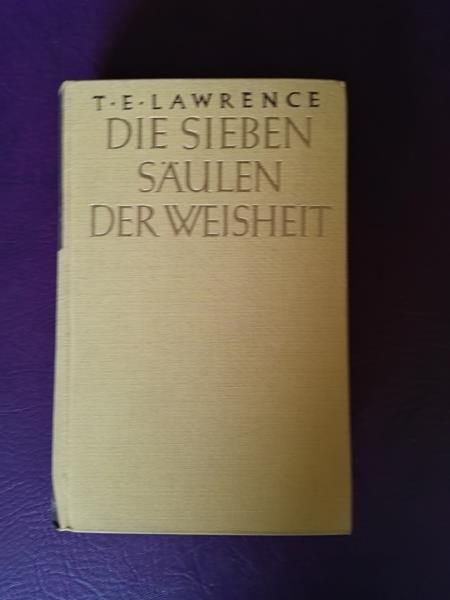 T·E·LAWRENCE
DIE SIEBEN
SÄULEN
DER WEISHEIT